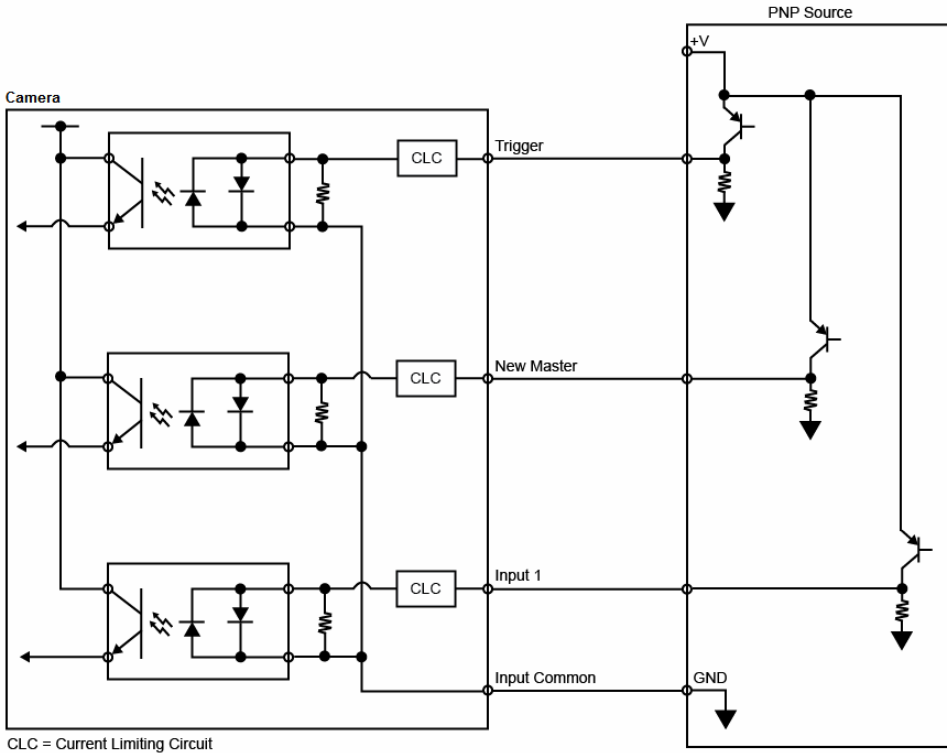 PNP Source
+V
Camera
CLC
Trigger
CLC
New Master
CLC
Input 1
Input Common
GND
CLC = Current Limiting Circuit